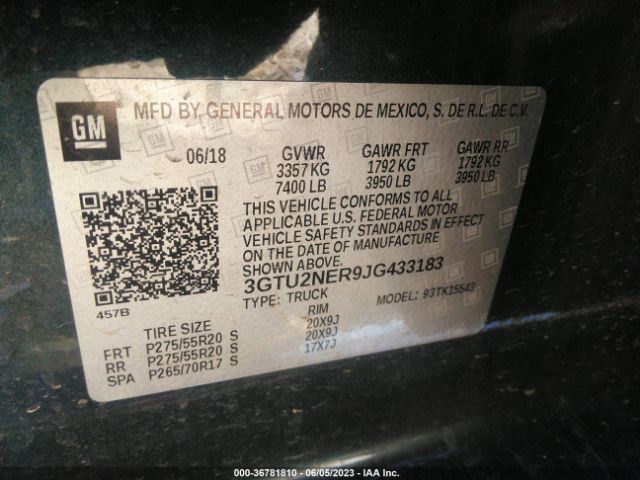 GM
MFD BY GENERAL MOTORS DE MEXICO, S. DE R.L. DE C.V.
06/18 GVWR GAWR FRT GAWR RR
3357 KG 1792 KG 1792 KG
7400 LB 3950 LB 3950 LB
THIS VEHICLE CONFORMS TO ALL
APPLICABLE U.S. FEDERAL MOTOR
VEHICLE SAFETY STANDARDS IN EFFECT
ON THE DATE OF MANUFACTURE
SHOWN ABOVE.
3GTU2NER9JG433183
TYPE: TRUCK MODEL: 93TK15543
457B
TIRE SIZE RIM
FRT P275/55R20 S 20X9J
RR P275/55R20 S 20X9J
SPA P265/70R17 S 17X7J
000-36781810 - 06/05/2023 - IAA Inc.